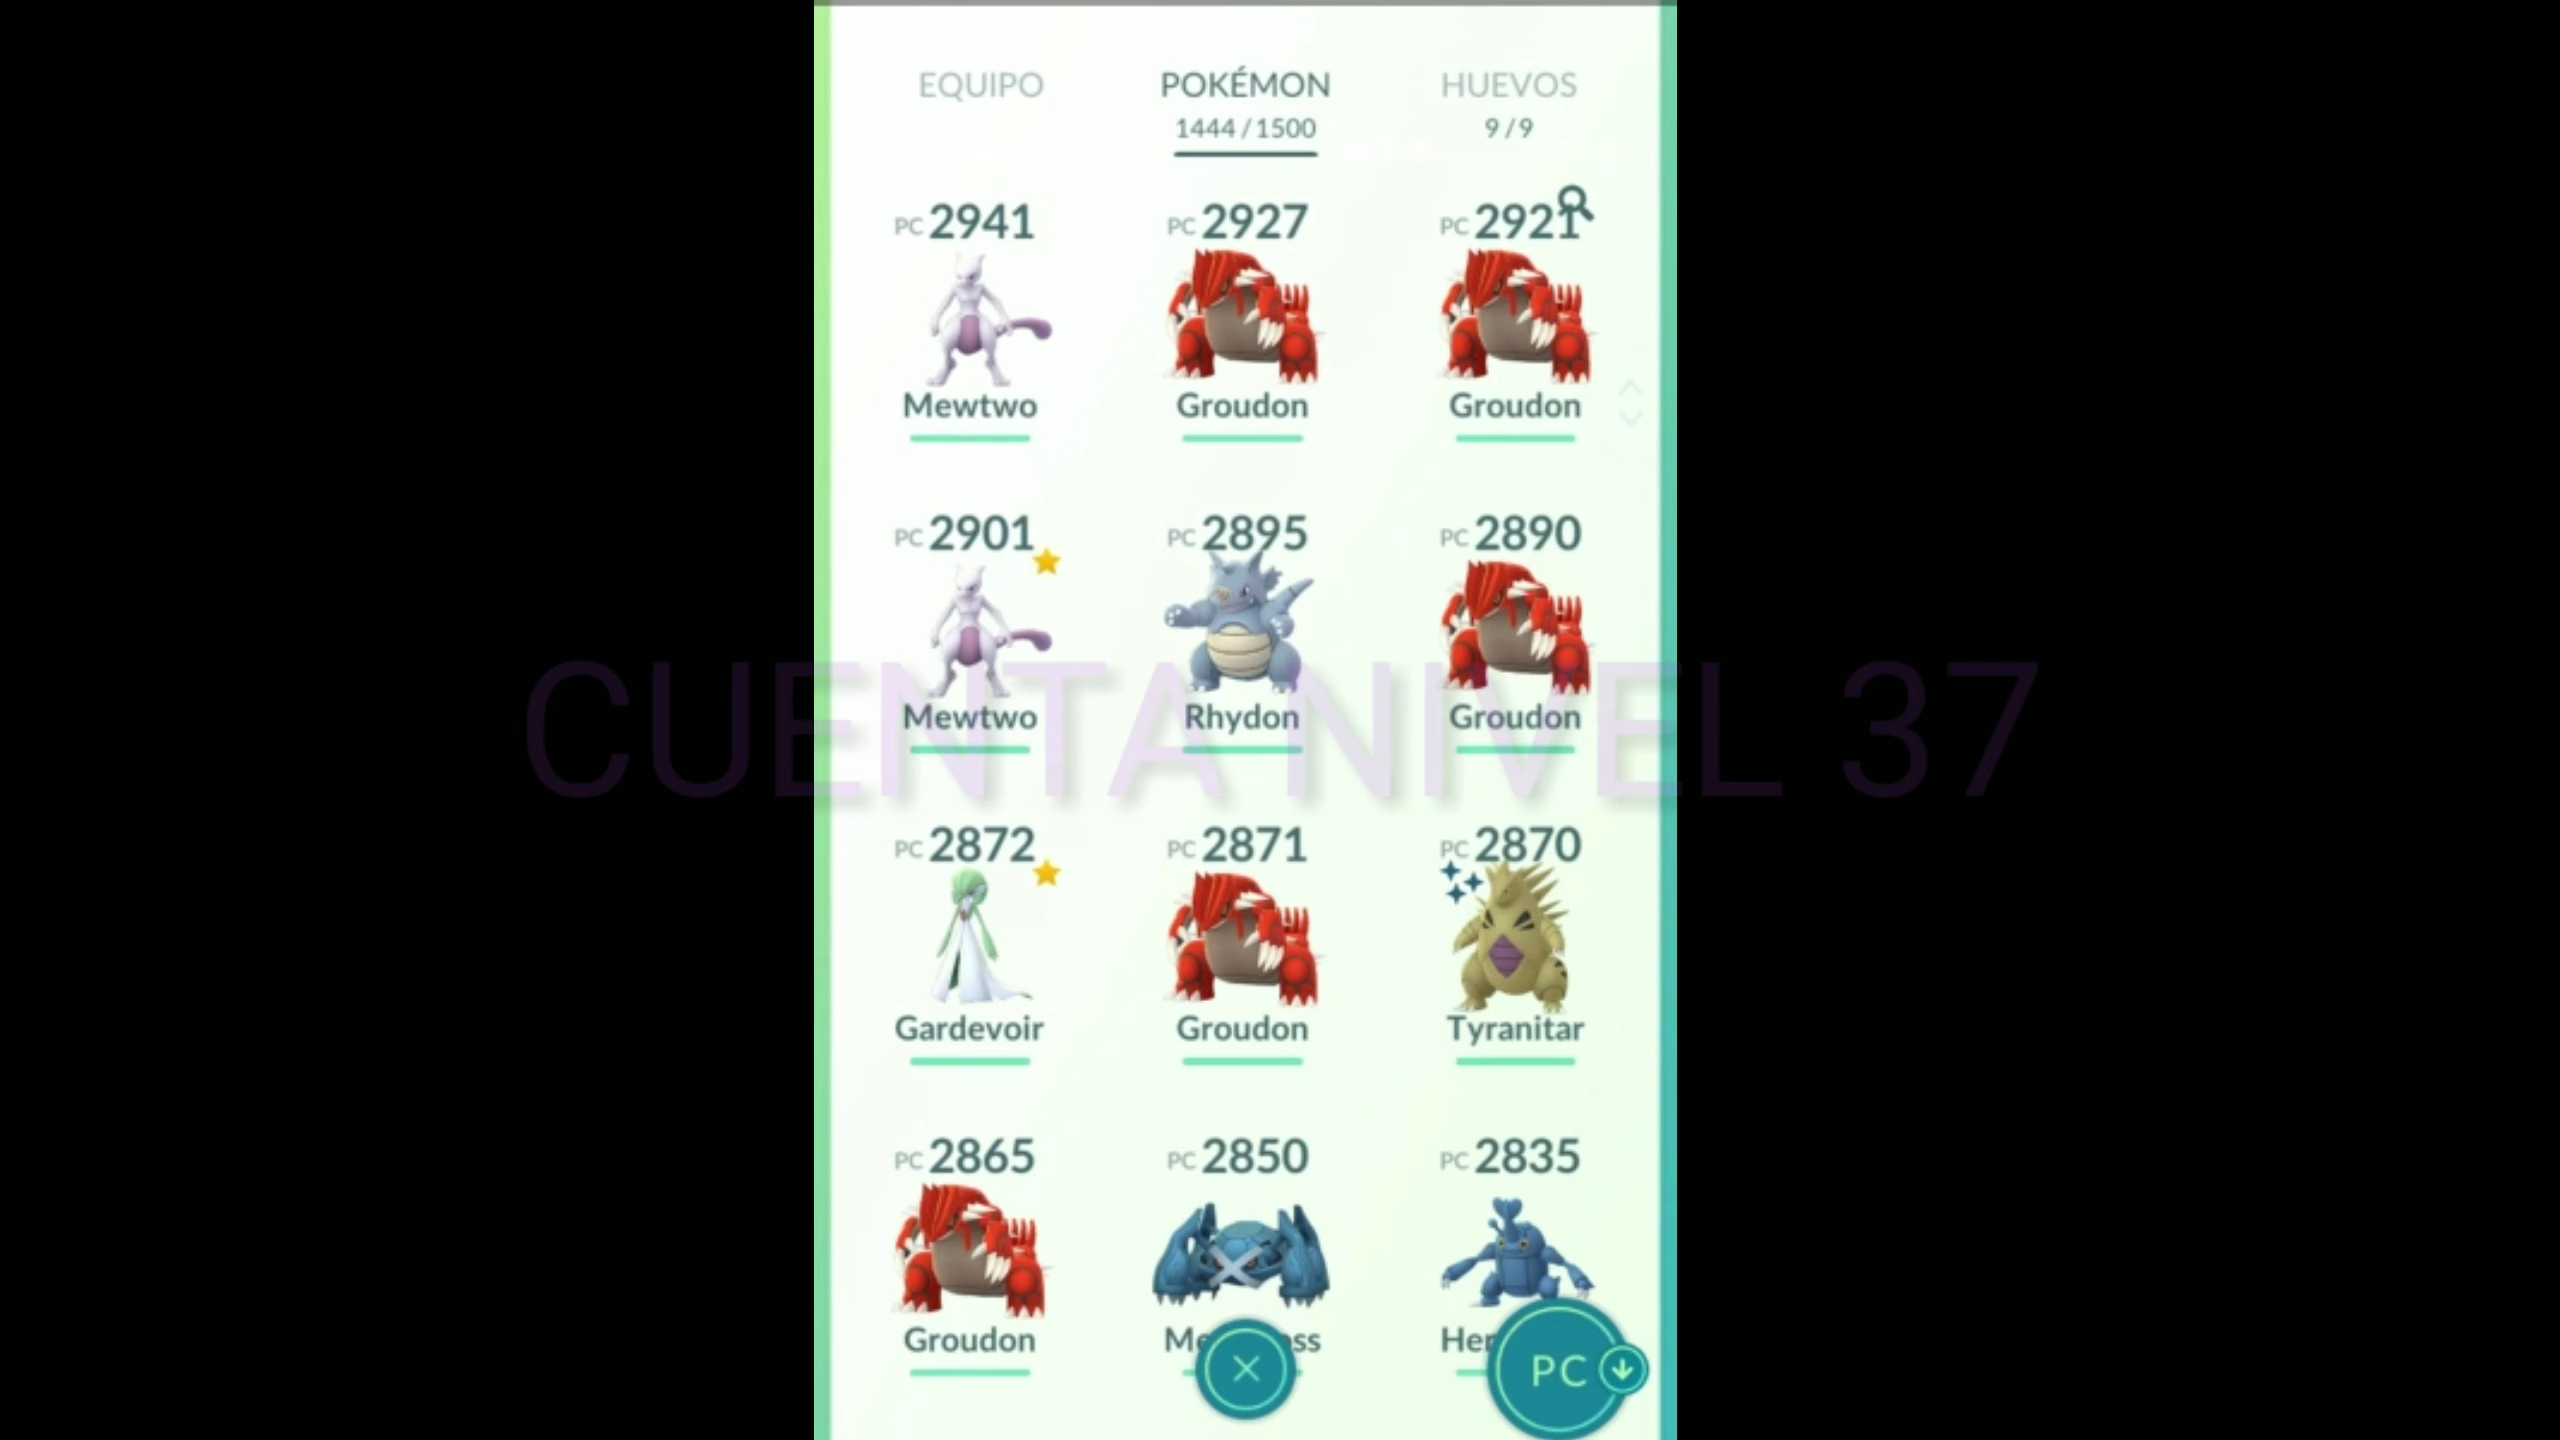 EQUIPO POKÉMON HUEVOS
1444 / 1500 9 / 9
PC 2941 PC 2927 PC 2921
Mewtwo Groudon Groudon
PC 2901 PC 2895 PC 2890
Mewtwo Rhydon Groudon
CUENTA NIVEL 37
PC 2872 PC 2871 PC 2870
Gardevoir Groudon Tyranitar
PC 2865 PC 2850 PC 2835
Groudon
PC